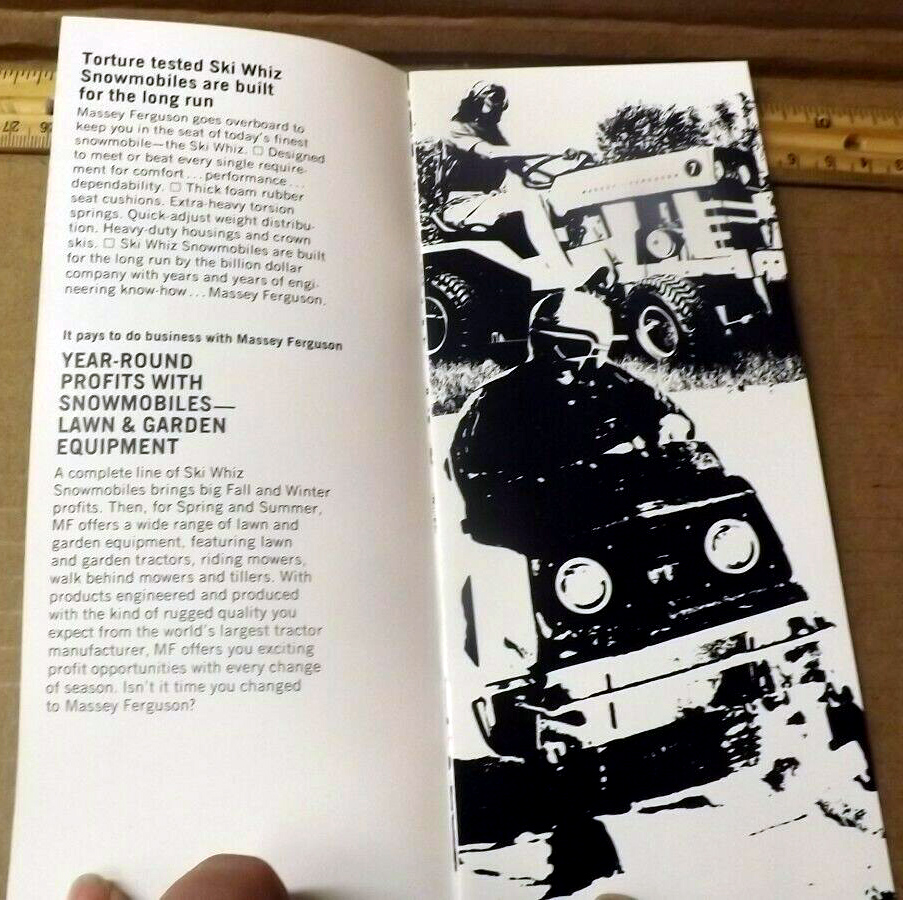 Torture tested Ski Whiz
Snowmobiles are built
for the long run
Massey Ferguson goes overboard to
keep you in the seat of today's finest
snowmobile—the Ski Whiz. ☐ Designed
to meet or beat every single require-
ment for comfort...performance...
dependability. ☐ Thick foam rubber
seat cushions. Extra-heavy torsion
springs. Quick-adjust weight distribu-
tion. Heavy-duty housings and crown
skis. ☐ Ski Whiz Snowmobiles are built
for the long run by the billion dollar
company with years and years of engi-
neering know-how...Massey Ferguson.
It pays to do business with Massey Ferguson
YEAR-ROUND
PROFITS WITH
SNOWMOBILES—
LAWN & GARDEN
EQUIPMENT
A complete line of Ski Whiz
Snowmobiles brings big Fall and Winter
profits. Then, for Spring and Summer,
MF offers a wide range of lawn and
garden equipment, featuring lawn
and garden tractors, riding mowers,
walk behind mowers and tillers. With
products engineered and produced
with the kind of rugged quality you
expect from the world's largest tractor
manufacturer, MF offers you exciting
profit opportunities with every change
of season. Isn't it time you changed
to Massey Ferguson?
MASSEY-FERGUSON 7
27 26